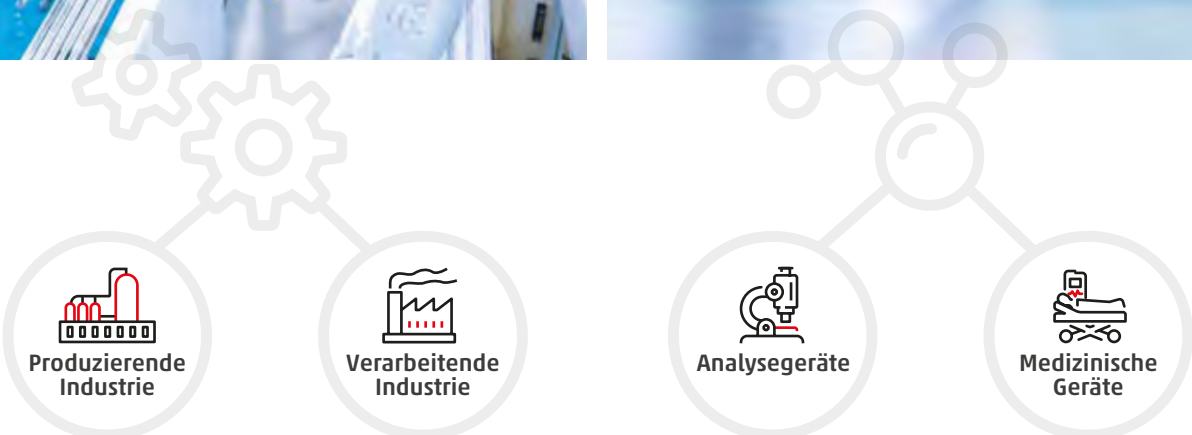 Produzierende
Industrie
Verarbeitende
Industrie
Analysegeräte
Medizinische
Geräte